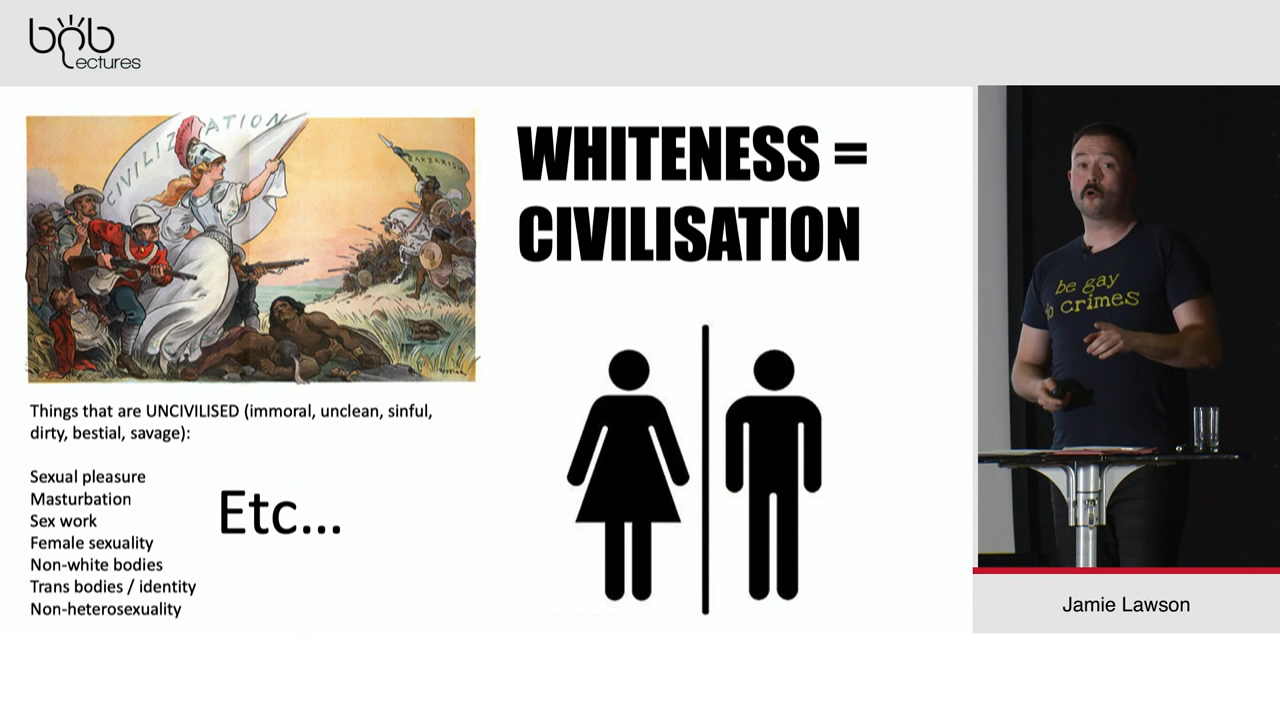 bob
Lectures
CIVILIZATION
BARBARISM
WHITENESS =
CIVILISATION
Things that are UNCIVILISED (immoral, unclean, sinful,
dirty, bestial, savage):
Sexual pleasure
Masturbation
Sex work
Female sexuality
Non-white bodies
Trans bodies / identity
Non-heterosexuality
Etc...
be gay
do crimes
Jamie Lawson